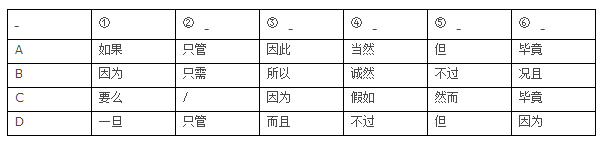 - ① ② - ③ - ④ - ⑤ - ⑥ -
A 如果 只管 因此 当然 但 毕竟
B 因为 只需 所以 诚然 不过 况且
C 要么 / 因为 假如 然而 毕竟
D 一旦 只管 而且 不过 但 因为